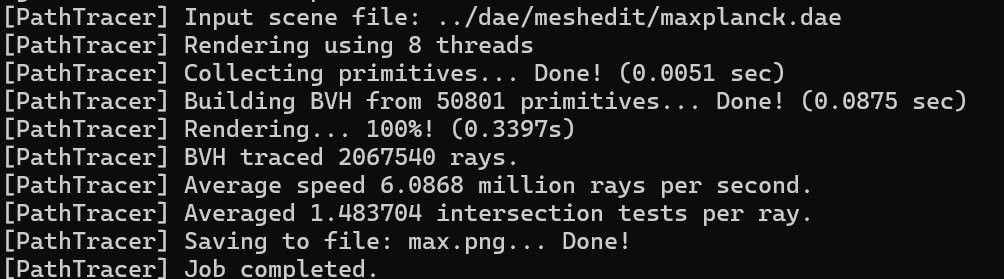 [PathTracer] Input scene file: ../dae/meshedit/maxplanck.dae
[PathTracer] Rendering using 8 threads
[PathTracer] Collecting primitives... Done! (0.0051 sec)
[PathTracer] Building BVH from 50801 primitives... Done! (0.0875 sec)
[PathTracer] Rendering... 100%! (0.3397s)
[PathTracer] BVH traced 2067540 rays.
[PathTracer] Average speed 6.0868 million rays per second.
[PathTracer] Averaged 1.483704 intersection tests per ray.
[PathTracer] Saving to file: max.png... Done!
[PathTracer] Job completed.